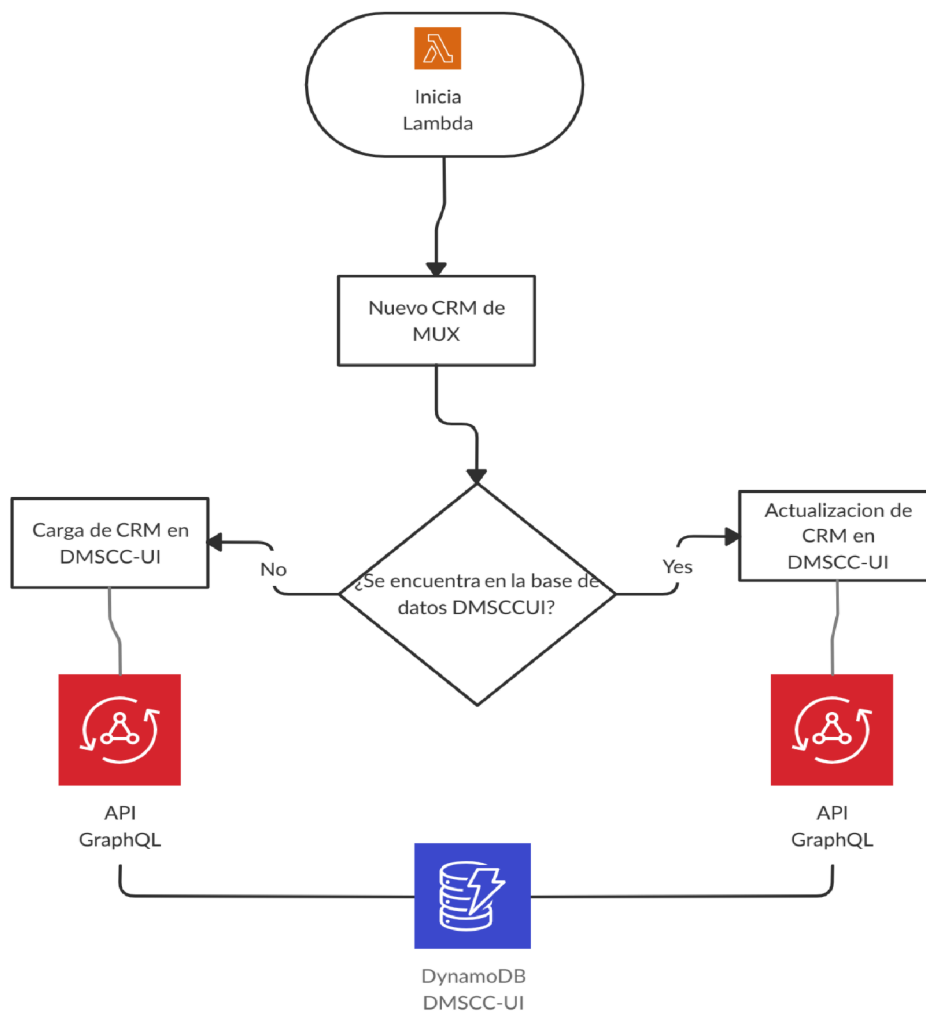 Inicia
Lambda
Nuevo CRM de
MUX
Carga de CRM en
DMSCC-UI
No
¿Se encuentra en la base de
datos DMSCCUI?
Yes
Actualizacion de
CRM en
DMSCC-UI
API
GraphQL
API
GraphQL
DynamoDB
DMSCC-UI